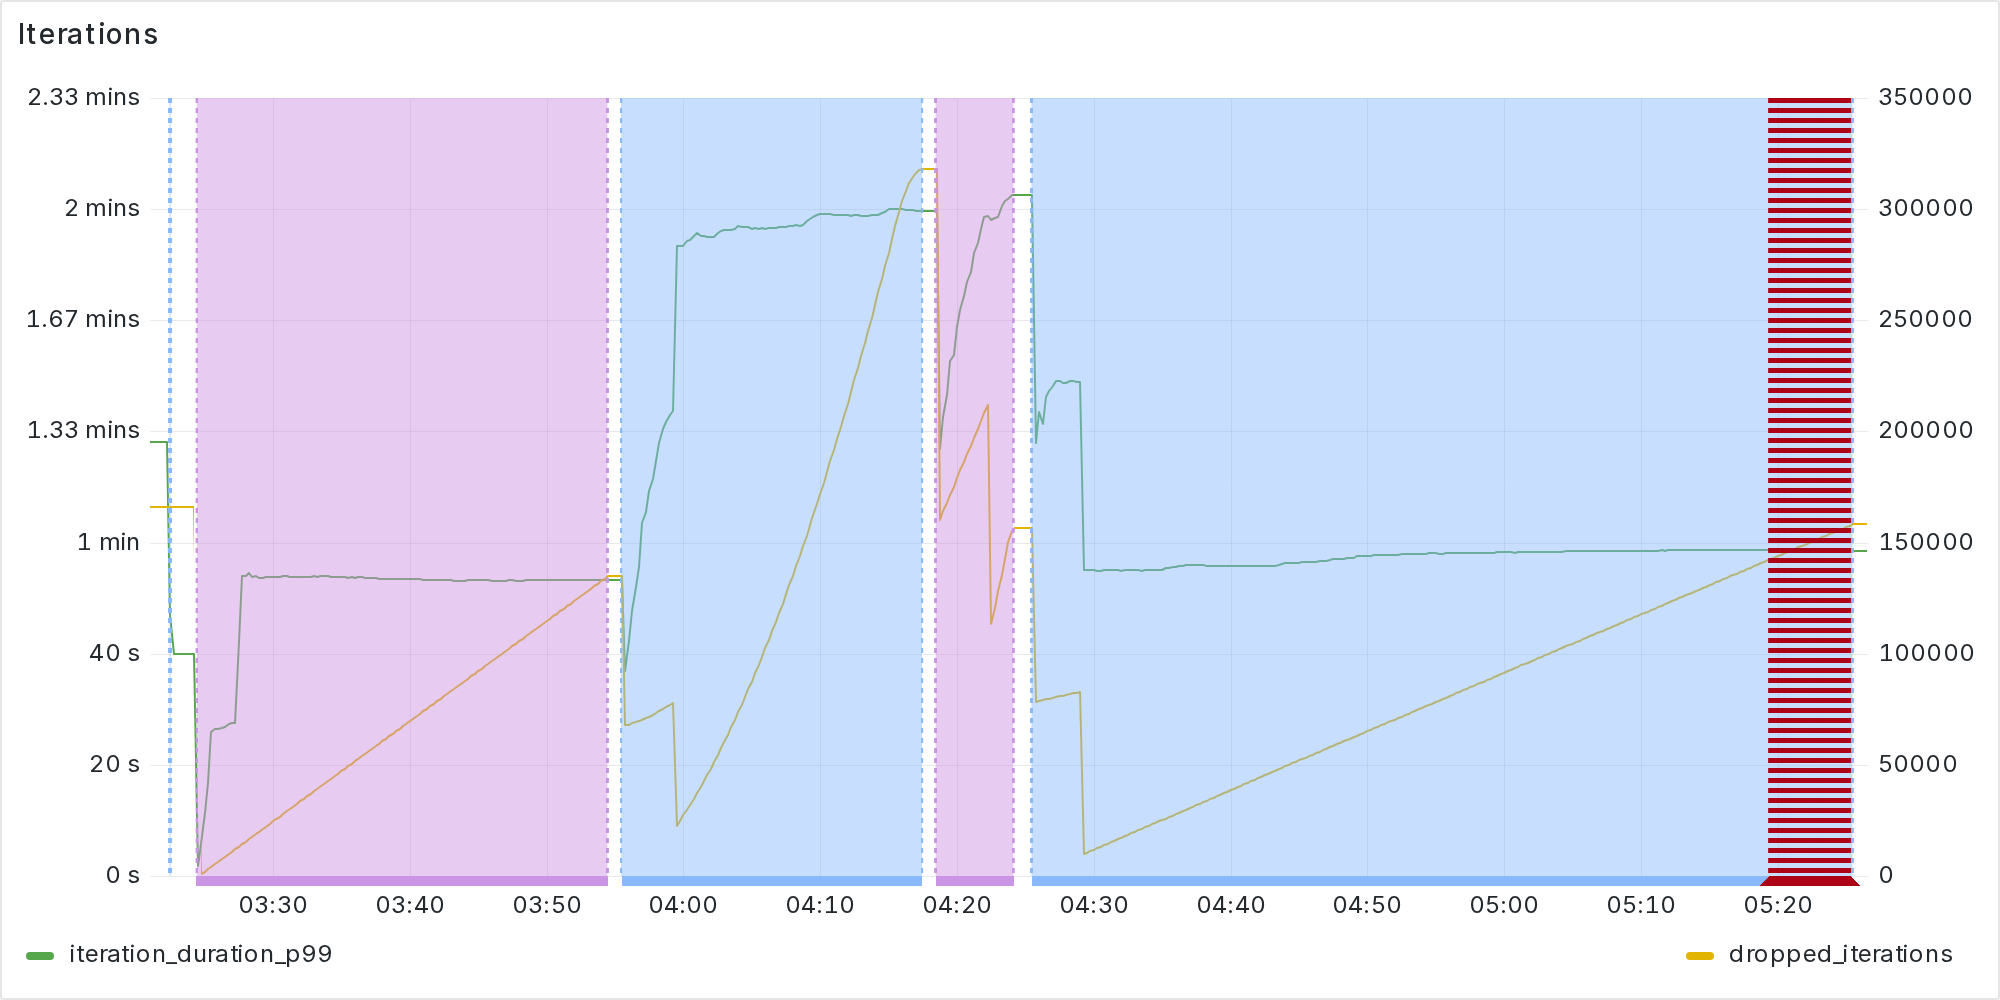 Iterations
2.33 mins
2 mins
1.67 mins
1.33 mins
1 min
40 s
20 s
0 s
350000
300000
250000
200000
150000
100000
50000
0
03:30 03:40 03:50 04:00 04:10 04:20 04:30 04:40 04:50 05:00 05:10 05:20
iteration_duration_p99 dropped_iterations